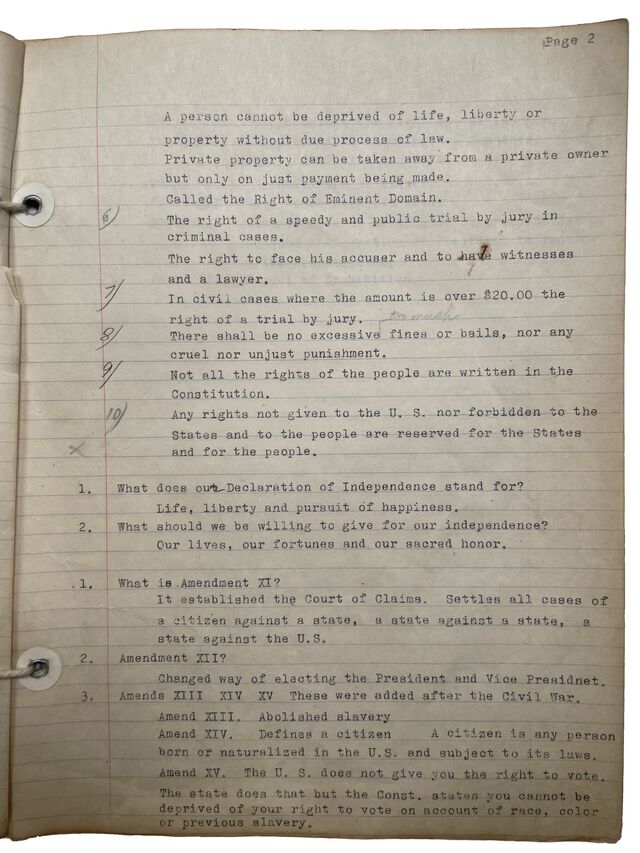 Page 2
A person cannot be deprived of life, liberty or
property without due process of law.
Private property can be taken away from a private owner
but only on just payment being made.
Called the Right of Eminent Domain.
6) The right of a speedy and public trial by jury in
criminal cases.
The right to face his accuser and to have witnesses
and a lawyer.
7) In civil cases where the amount is over $20.00 the
right of a trial by jury. too much
8) There shall be no excessive fines or bails, nor any
cruel nor unjust punishment.
9) Not all the rights of the people are written in the
Constitution.
10) Any rights not given to the U. S. nor forbidden to the
States and to the people are reserved for the States
x and for the people.
1. What does our Declaration of Independence stand for?
Life, liberty and pursuit of happiness.
2. What should we be willing to give for our independence?
Our lives, our fortunes and our sacred honor.
.1. What is Amendment XI?
It established the Court of Claims. Settles all cases of
a citizen against a state, a state against a state, a
state against the U.S.
2. Amendment XII?
Changed way of electing the President and Vice Presidnet.
3. Amends XIII XIV XV These were added after the Civil War.
Amend XIII. Abolished slavery
Amend XIV. Defines a citizen A citizen is any person
born or naturalized in the U.S. and subject to its laws.
Amend XV. The U. S. does not give you the right to vote.
The state does that but the Const. states you cannot be
deprived of your right to vote on account of race, color
or previous slavery.